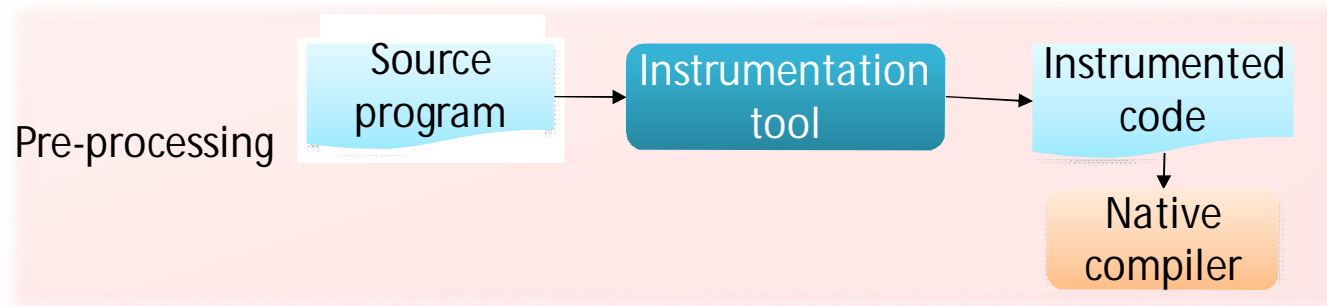 Pre-processing
Source
program
Instrumentation
tool
Instrumented
code
Native
compiler